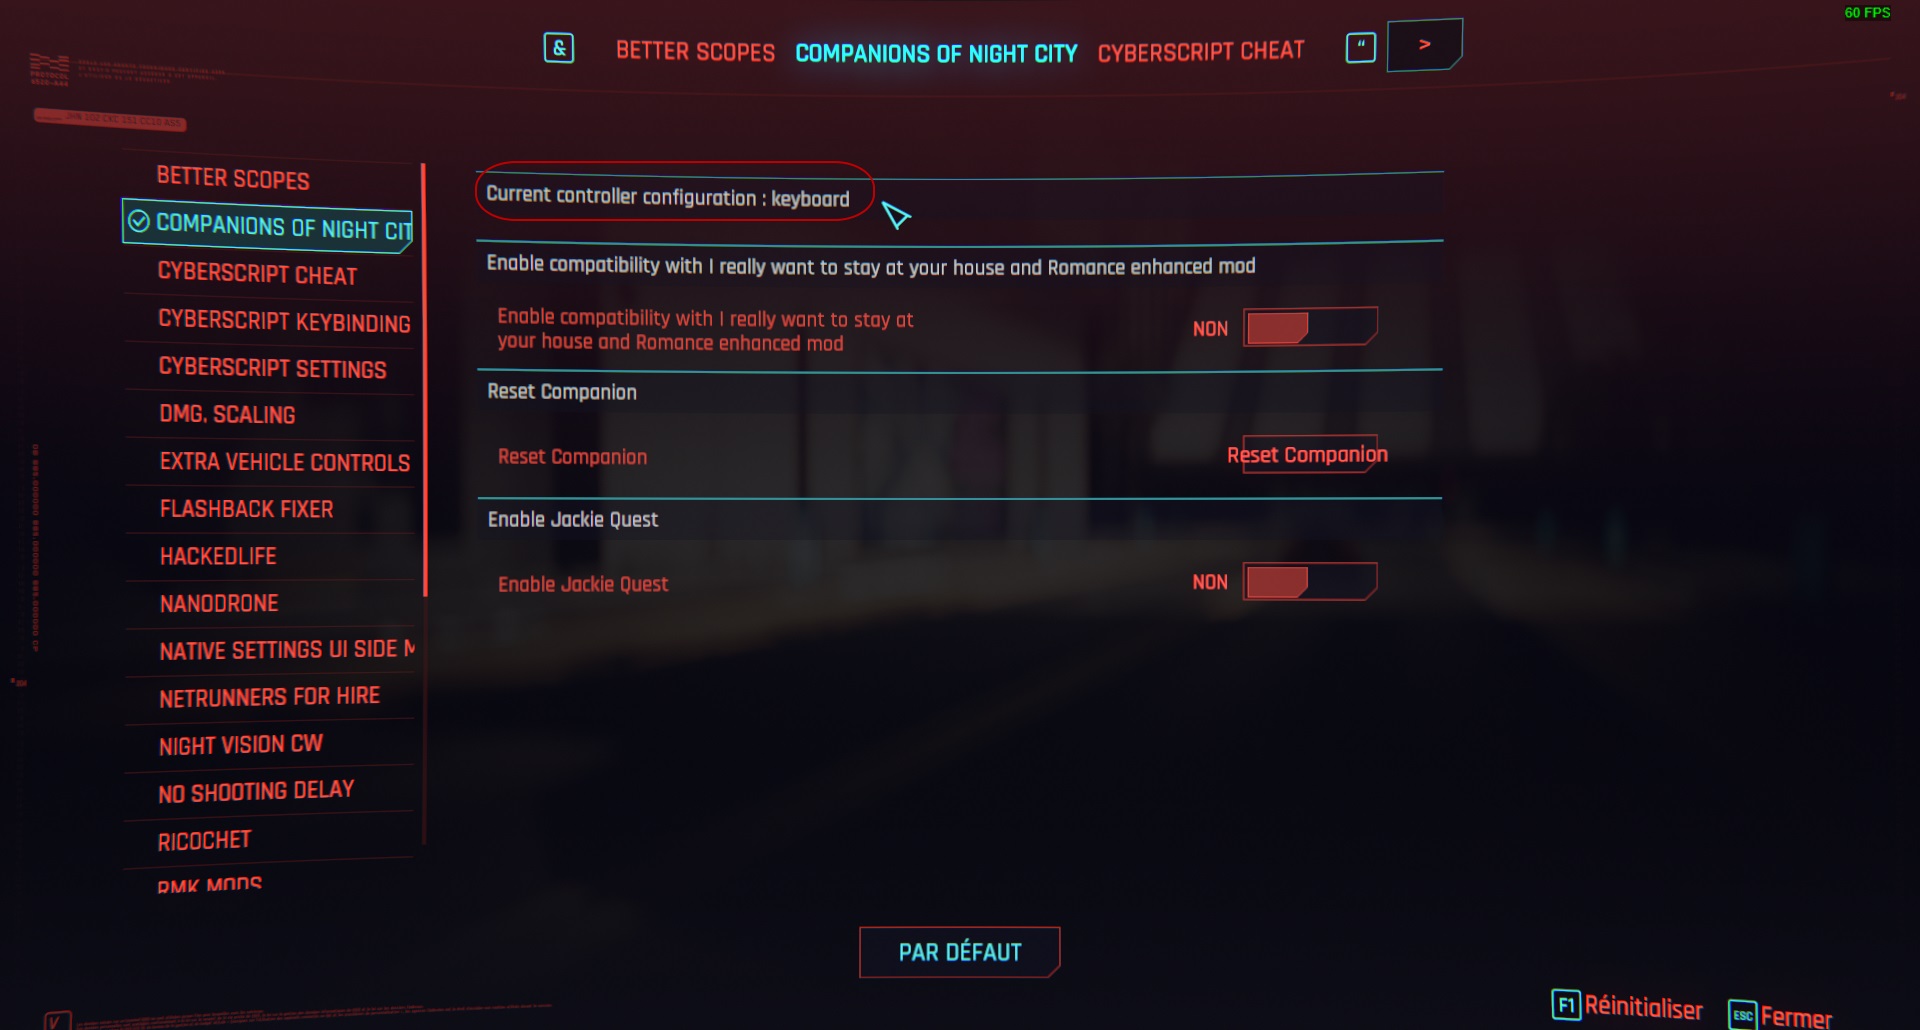 60 FPS
& BETTER SCOPES COMPANIONS OF NIGHT CITY CYBERSCRIPT CHEAT “ >
PROTOCOL
BETTER SCOPES
COMPANIONS OF NIGHT CIT
CYBERSCRIPT CHEAT
CYBERSCRIPT KEYBINDING
CYBERSCRIPT SETTINGS
DMG. SCALING
EXTRA VEHICLE CONTROLS
FLASHBACK FIXER
HACKEDLIFE
NANODRONE
NATIVE SETTINGS UI SIDE M
NETRUNNERS FOR HIRE
NIGHT VISION CW
NO SHOOTING DELAY
RICOCHET
RMK MODS
Current controller configuration : keyboard
Enable compatibility with I really want to stay at your house and Romance enhanced mod
Enable compatibility with I really want to stay at
your house and Romance enhanced mod
NON
Reset Companion
Reset Companion Reset Companion
Enable Jackie Quest
Enable Jackie Quest NON
PAR DÉFAUT
F1 Réinitialiser ESC Fermer